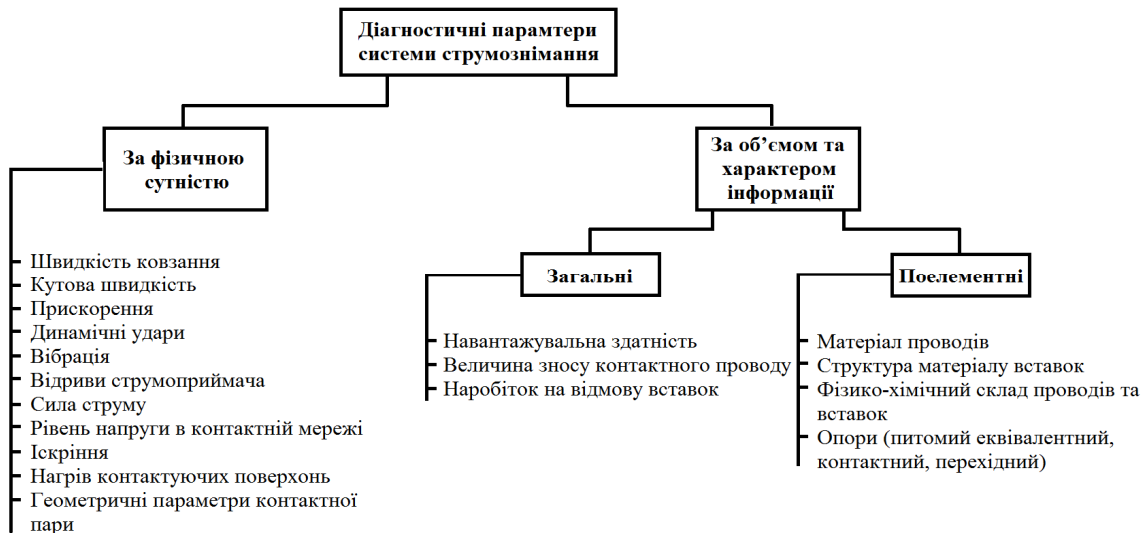 Діагностичні парамтери
системи струмознімання
За фізичною
сутністю
За об’ємом та
характером
інформації
Швидкість ковзання
Кутова швидкість
Прискорення
Динамічні удари
Вібрація
Відриви струмоприймача
Сила струму
Рівень напруги в контактній мережі
Іскріння
Нагрів контактуючих поверхонь
Геометричні параметри контактної
пари
Загальні
Навантажувальна здатність
Величина зносу контактного проводу
Наробіток на відмову вставок
Поелементні
Матеріал проводів
Структура матеріалу вставок
Фізико-хімічний склад проводів та
вставок
Опори (питомий еквівалентний,
контактний, перехідний)